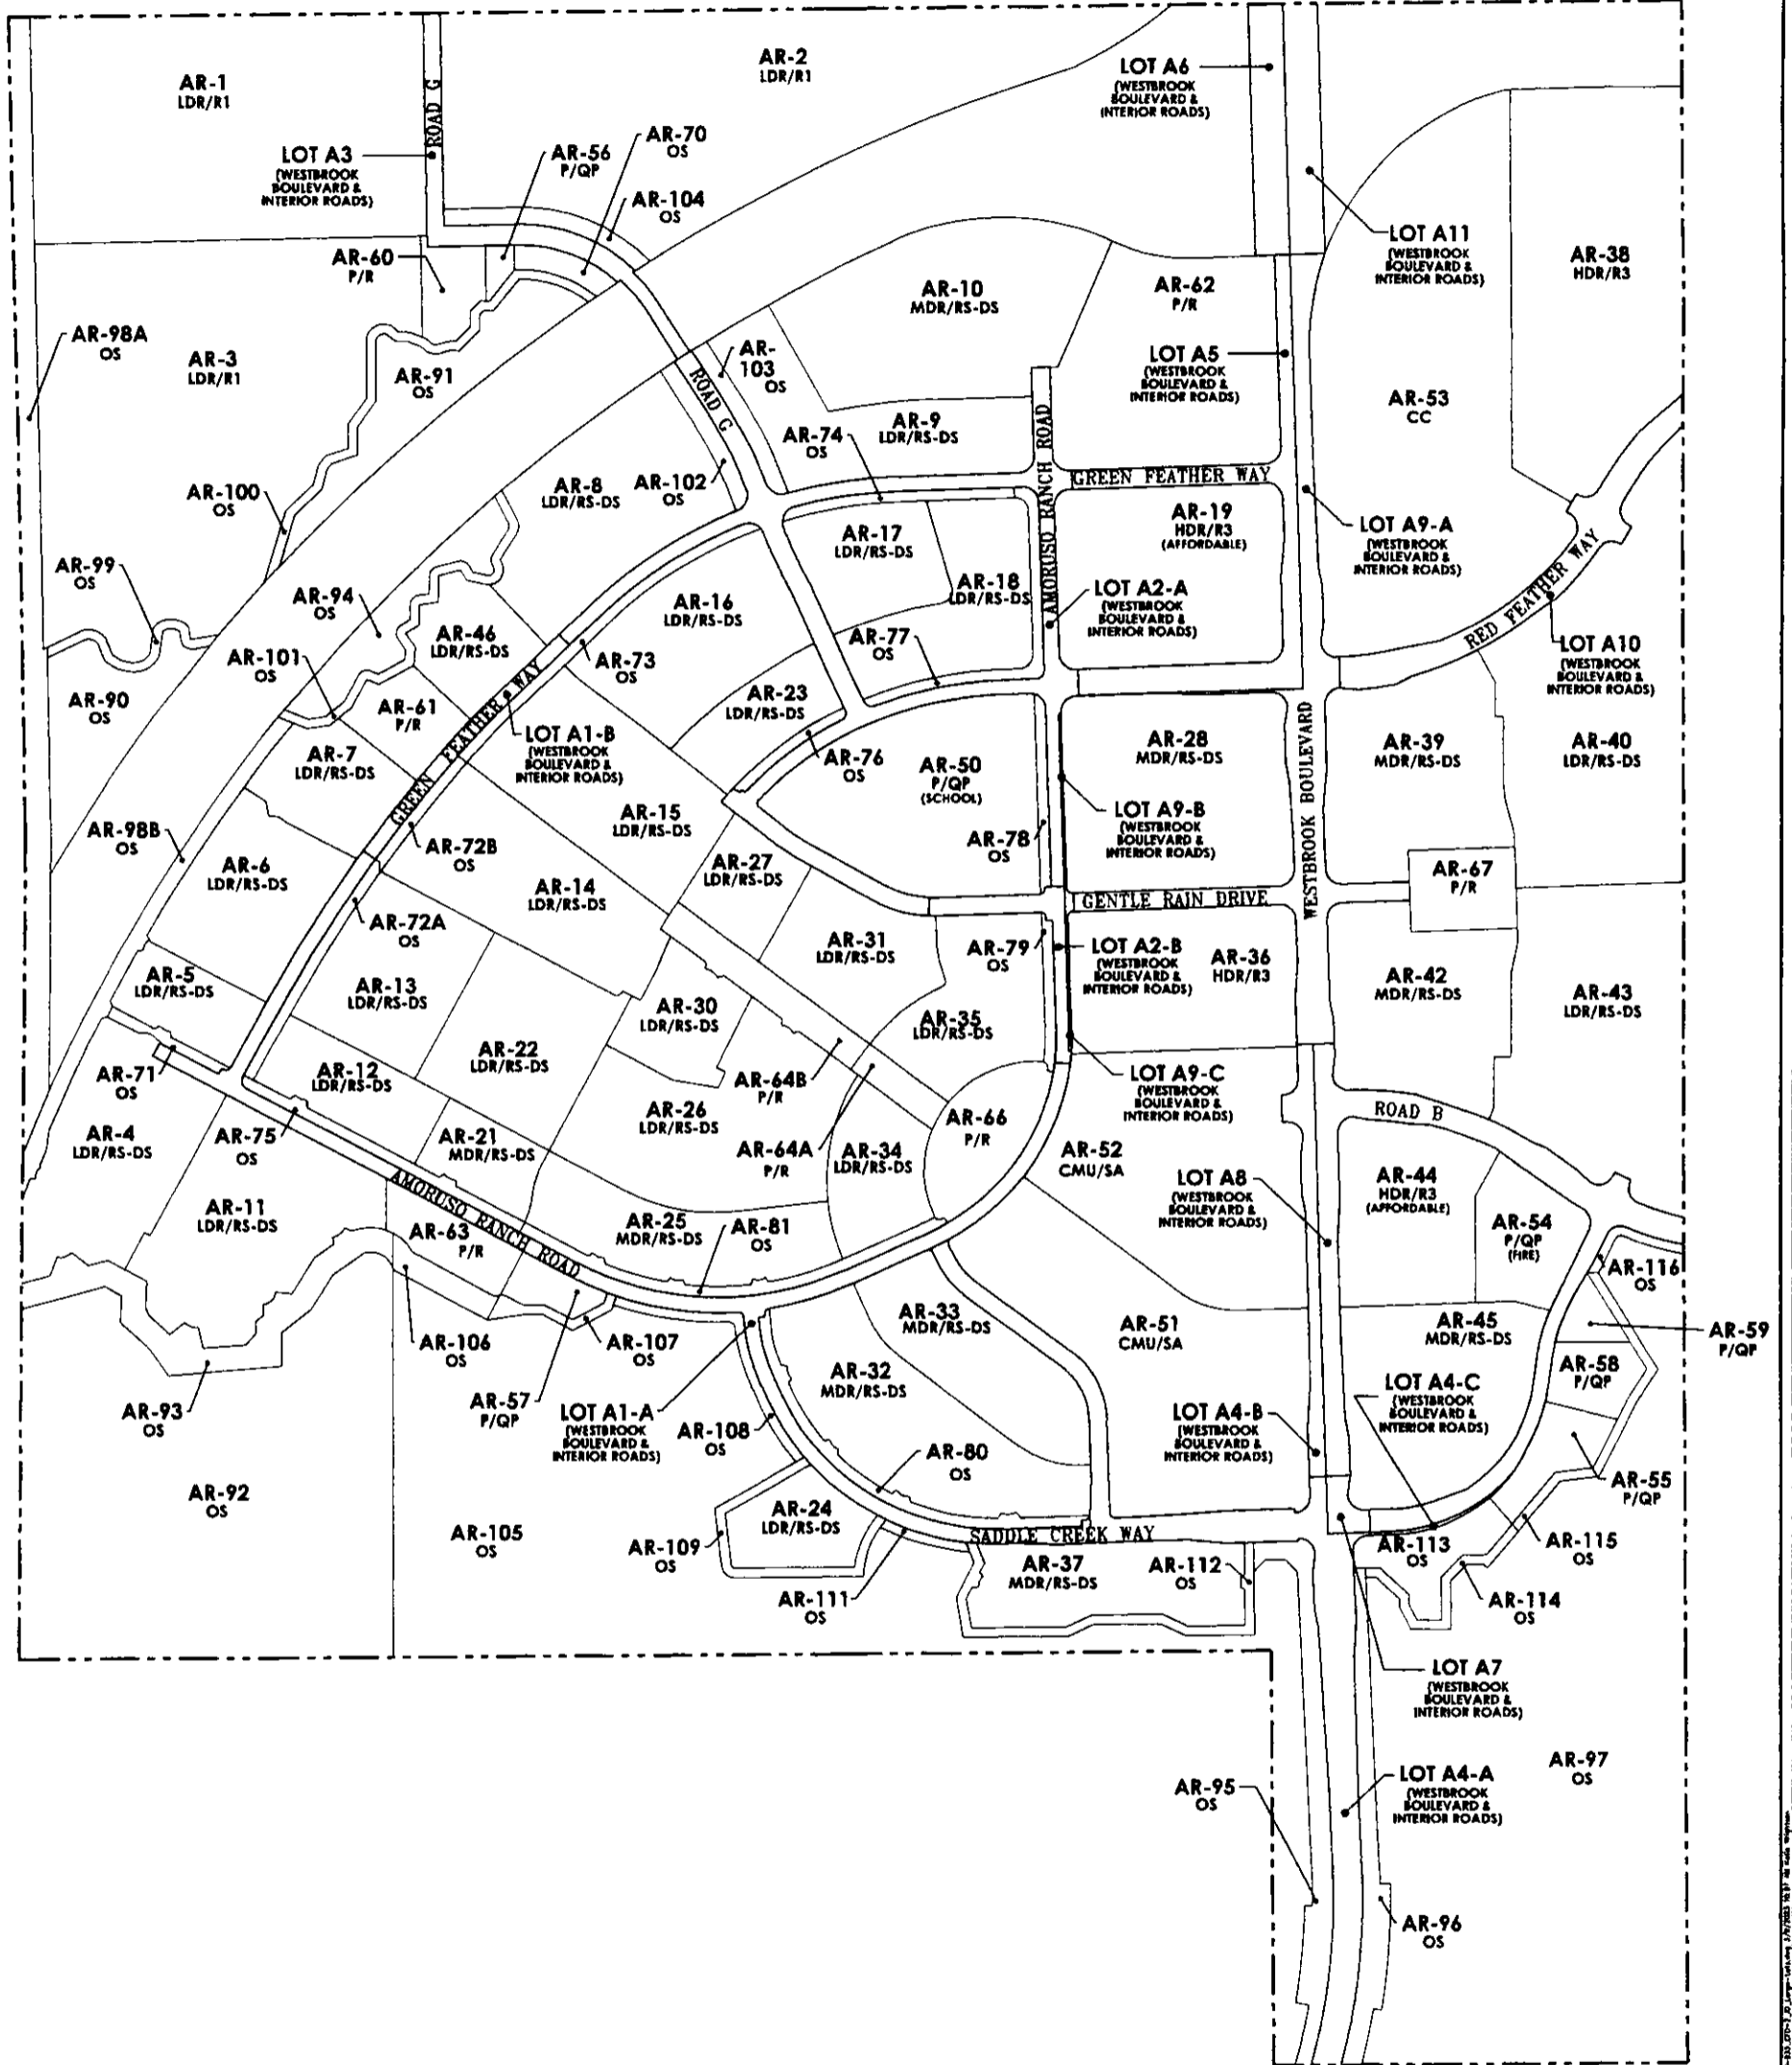 AR-1
LDR/R1
ROAD G
AR-2
LDR/R1
LOT A6
(WESTBROOK
BOULEVARD &
INTERIOR ROADS)
LOT A3
(WESTBROOK
BOULEVARD &
INTERIOR ROADS)
AR-56
P/QP
AR-70
OS
AR-104
OS
LOT A11
(WESTBROOK
BOULEVARD &
INTERIOR ROADS)
AR-38
HDR/R3
AR-60
P/R
AR-10
MDR/RS-DS
AR-62
P/R
AR-98A
OS
AR-3
LDR/R1
AR-91
OS
AR-
103
OS
ROAD G
LOT A5
(WESTBROOK
BOULEVARD &
INTERIOR ROADS)
AR-53
CC
AR-74
OS
AR-9
LDR/RS-DS
AMORUSO RANCH ROAD
GREEN FEATHER WAY
AR-100
OS
AR-8
LDR/RS-DS
AR-102
OS
AR-17
LDR/RS-DS
AR-19
HDR/R3
(AFFORDABLE)
LOT A9-A
(WESTBROOK
BOULEVARD &
INTERIOR ROADS)
RED FEATHER WAY
AR-99
OS
AR-94
OS
AR-16
LDR/RS-DS
AR-18
LDR/RS-DS
LOT A2-A
(WESTBROOK
BOULEVARD &
INTERIOR ROADS)
AR-46
LDR/RS-DS
AR-77
OS
LOT A10
(WESTBROOK
BOULEVARD &
INTERIOR ROADS)
AR-101
OS
AR-73
OS
AR-90
OS
AR-61
P/R
AR-23
LDR/RS-DS
GREEN FEATHER WAY
LOT A1-B
(WESTBROOK
BOULEVARD &
INTERIOR ROADS)
AR-7
LDR/RS-DS
AR-76
OS
AR-50
P/QP
(SCHOOL)
AR-28
MDR/RS-DS
WESTBROOK BOULEVARD
AR-39
MDR/RS-DS
AR-40
LDR/RS-DS
AR-98B
OS
AR-15
LDR/RS-DS
LOT A9-B
(WESTBROOK
BOULEVARD &
INTERIOR ROADS)
AR-78
OS
AR-6
LDR/RS-DS
AR-72B
OS
AR-27
LDR/RS-DS
AR-67
P/R
AR-14
LDR/RS-DS
GENTLE RAIN DRIVE
AR-72A
OS
AR-31
LDR/RS-DS
AR-79
OS
LOT A2-B
(WESTBROOK
BOULEVARD &
INTERIOR ROADS)
AR-36
HDR/R3
AR-5
LDR/RS-DS
AR-13
LDR/RS-DS
AR-42
MDR/RS-DS
AR-43
LDR/RS-DS
AR-30
LDR/RS-DS
AR-35
LDR/RS-DS
AR-22
LDR/RS-DS
AR-71
OS
AR-12
LDR/RS-DS
AR-64B
P/R
LOT A9-C
(WESTBROOK
BOULEVARD &
INTERIOR ROADS)
ROAD B
AR-4
LDR/RS-DS
AR-75
OS
AR-21
MDR/RS-DS
AR-26
LDR/RS-DS
AR-64A
P/R
AR-34
LDR/RS-DS
AR-66
P/R
AR-52
CMU/SA
LOT A8
(WESTBROOK
BOULEVARD &
INTERIOR ROADS)
AR-44
HDR/R3
(AFFORDABLE)
AR-54
P/QP
(FIRE)
AR-11
LDR/RS-DS
AMORUSO RANCH ROAD
AR-63
P/R
AR-25
MDR/RS-DS
AR-81
OS
AR-116
OS
AR-106
OS
AR-107
OS
AR-33
MDR/RS-DS
AR-51
CMU/SA
AR-45
MDR/RS-DS
AR-59
P/QP
AR-58
P/QP
AR-32
MDR/RS-DS
AR-93
OS
AR-57
P/QP
LOT A1-A
(WESTBROOK
BOULEVARD &
INTERIOR ROADS)
AR-108
OS
LOT A4-B
(WESTBROOK
BOULEVARD &
INTERIOR ROADS)
LOT A4-C
(WESTBROOK
BOULEVARD &
INTERIOR ROADS)
AR-80
OS
AR-55
P/QP
AR-92
OS
AR-105
OS
AR-24
LDR/RS-DS
AR-109
OS
SADDLE CREEK WAY
AR-37
MDR/RS-DS
AR-112
OS
AR-113
OS
AR-115
OS
AR-111
OS
AR-114
OS
LOT A7
(WESTBROOK
BOULEVARD &
INTERIOR ROADS)
AR-95
OS
LOT A4-A
(WESTBROOK
BOULEVARD &
INTERIOR ROADS)
AR-97
OS
AR-96
OS